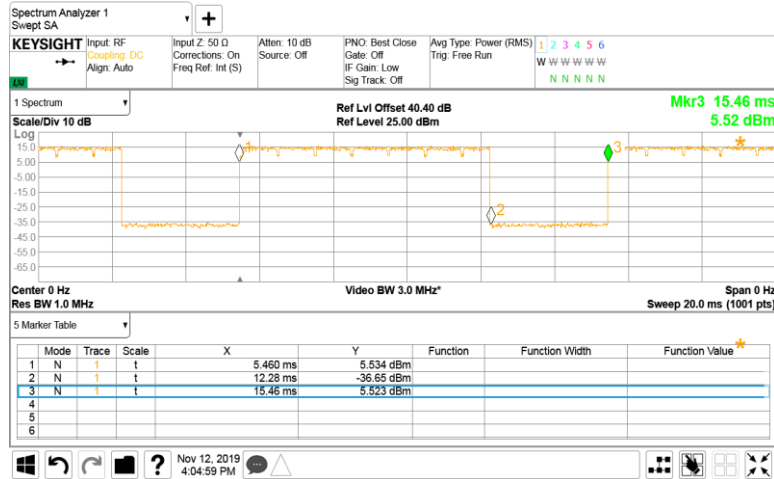 Spectrum Analyzer 1
Swept SA
+
KEYSIGHT Input: RF Input Z: 50 Ω Atten: 10 dB PNO: Best Close Avg Type: Power (RMS) 1 2 3 4 5 6
Coupling: DC Corrections: On Source: Off Gate: Off Trig: Free Run W W W W W W
Align: Auto Freq Ref: Int (S) IF Gain: Low
Sig Track: Off N N N N N
LXI
1 Spectrum Ref Lvl Offset 40.40 dB Mkr3 15.46 ms
Scale/Div 10 dB Ref Level 25.00 dBm 5.52 dBm
Log
15.0
5.00
-5.00
-15.0
-25.0
-35.0
-45.0
-55.0
-65.0
1
2
3
*
Center 0 Hz Video BW 3.0 MHz* Span 0 Hz
Res BW 1.0 MHz Sweep 20.0 ms (1001 pts)
5 Marker Table
*
Mode Trace Scale X Y Function Function Width Function Value
1 N 1 t 5.460 ms 5.534 dBm
2 N 1 t 12.28 ms -36.65 dBm
3 N 1 t 15.46 ms 5.523 dBm
4
5
6
? Nov 12, 2019
4:04:59 PM